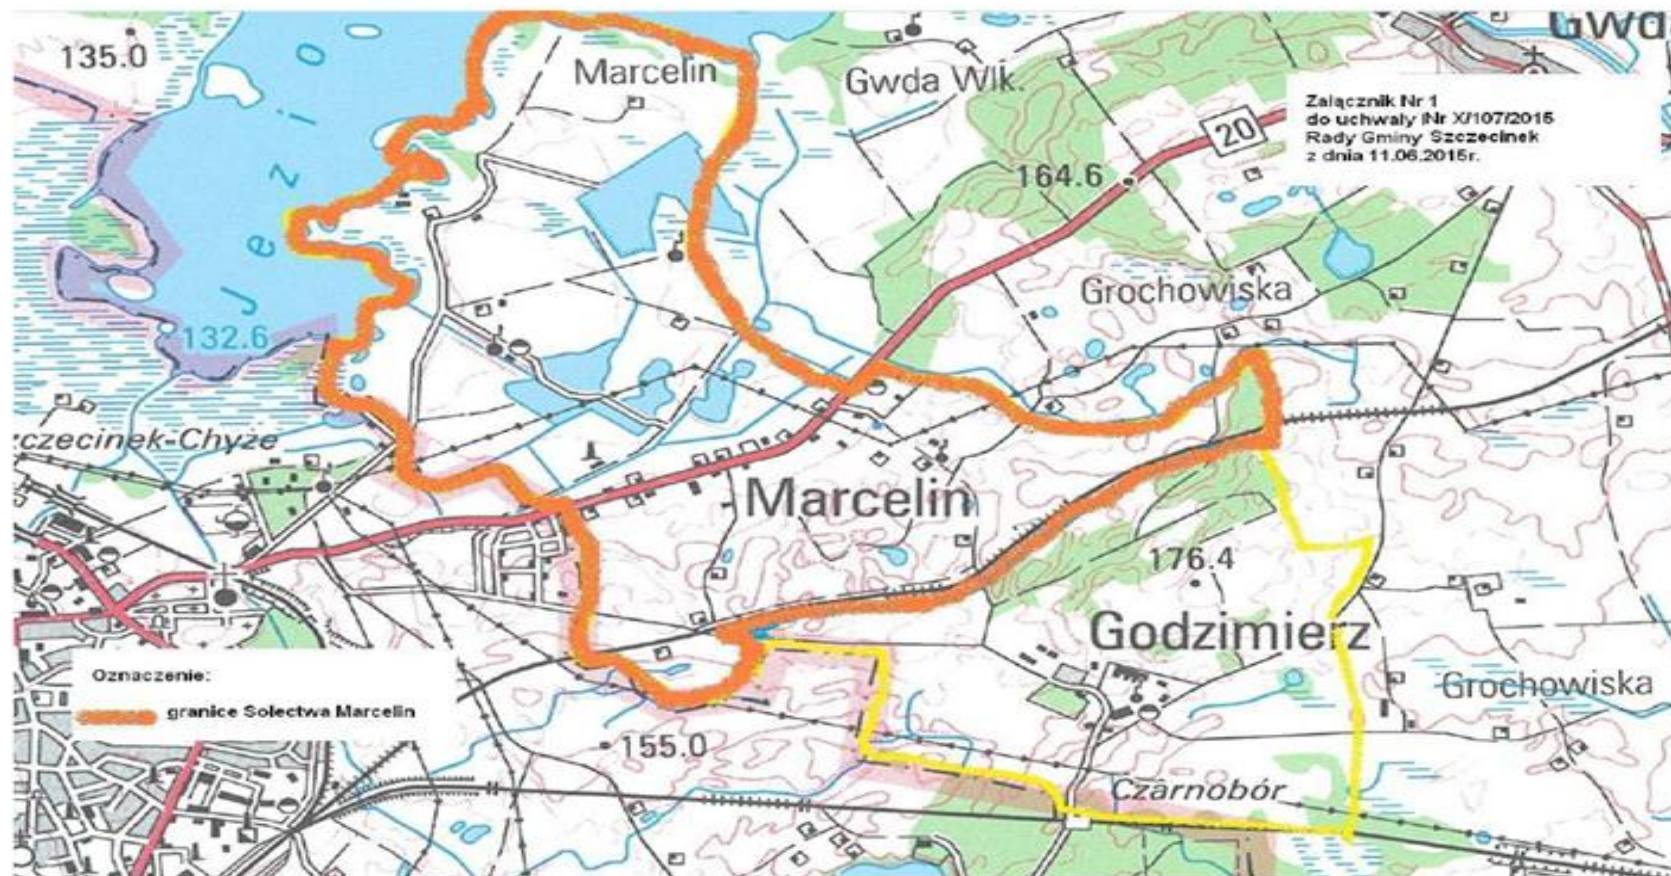 Gwd
135.0
Marcelin
Gwda Wlk.
Załącznik Nr 1
do uchwały Nr X/107/2015
Rady Gminy Szczecinek
z dnia 11.06.2015r.
20
164.6
Jezio
Grochowiska
132.6
zczecinek-Chyże
Marcelin
176.4
Godzimierz
Oznaczenie:
granice Sołectwa Marcelin
Grochowiska
155.0
Czarnobór